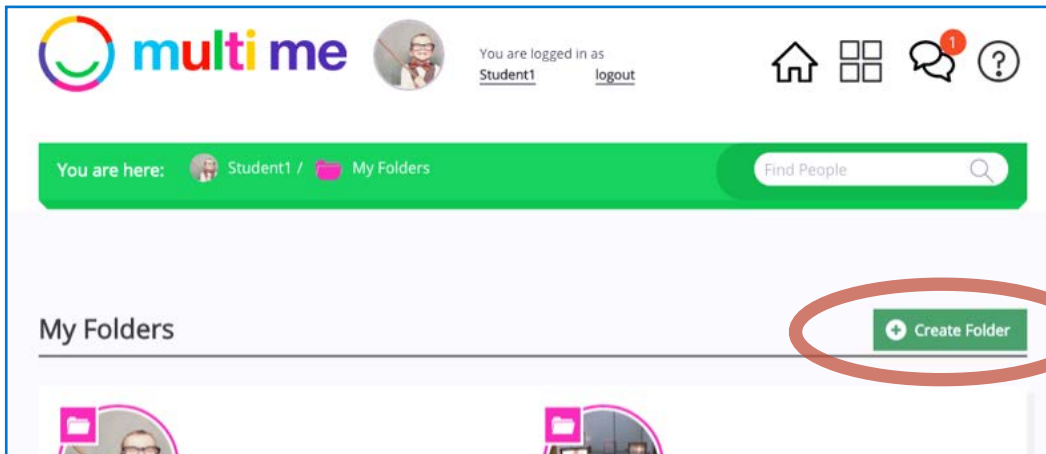 multi me
You are logged in as
Student1 logout
1
?
You are here: Student1 / My Folders
Find People
My Folders
Create Folder